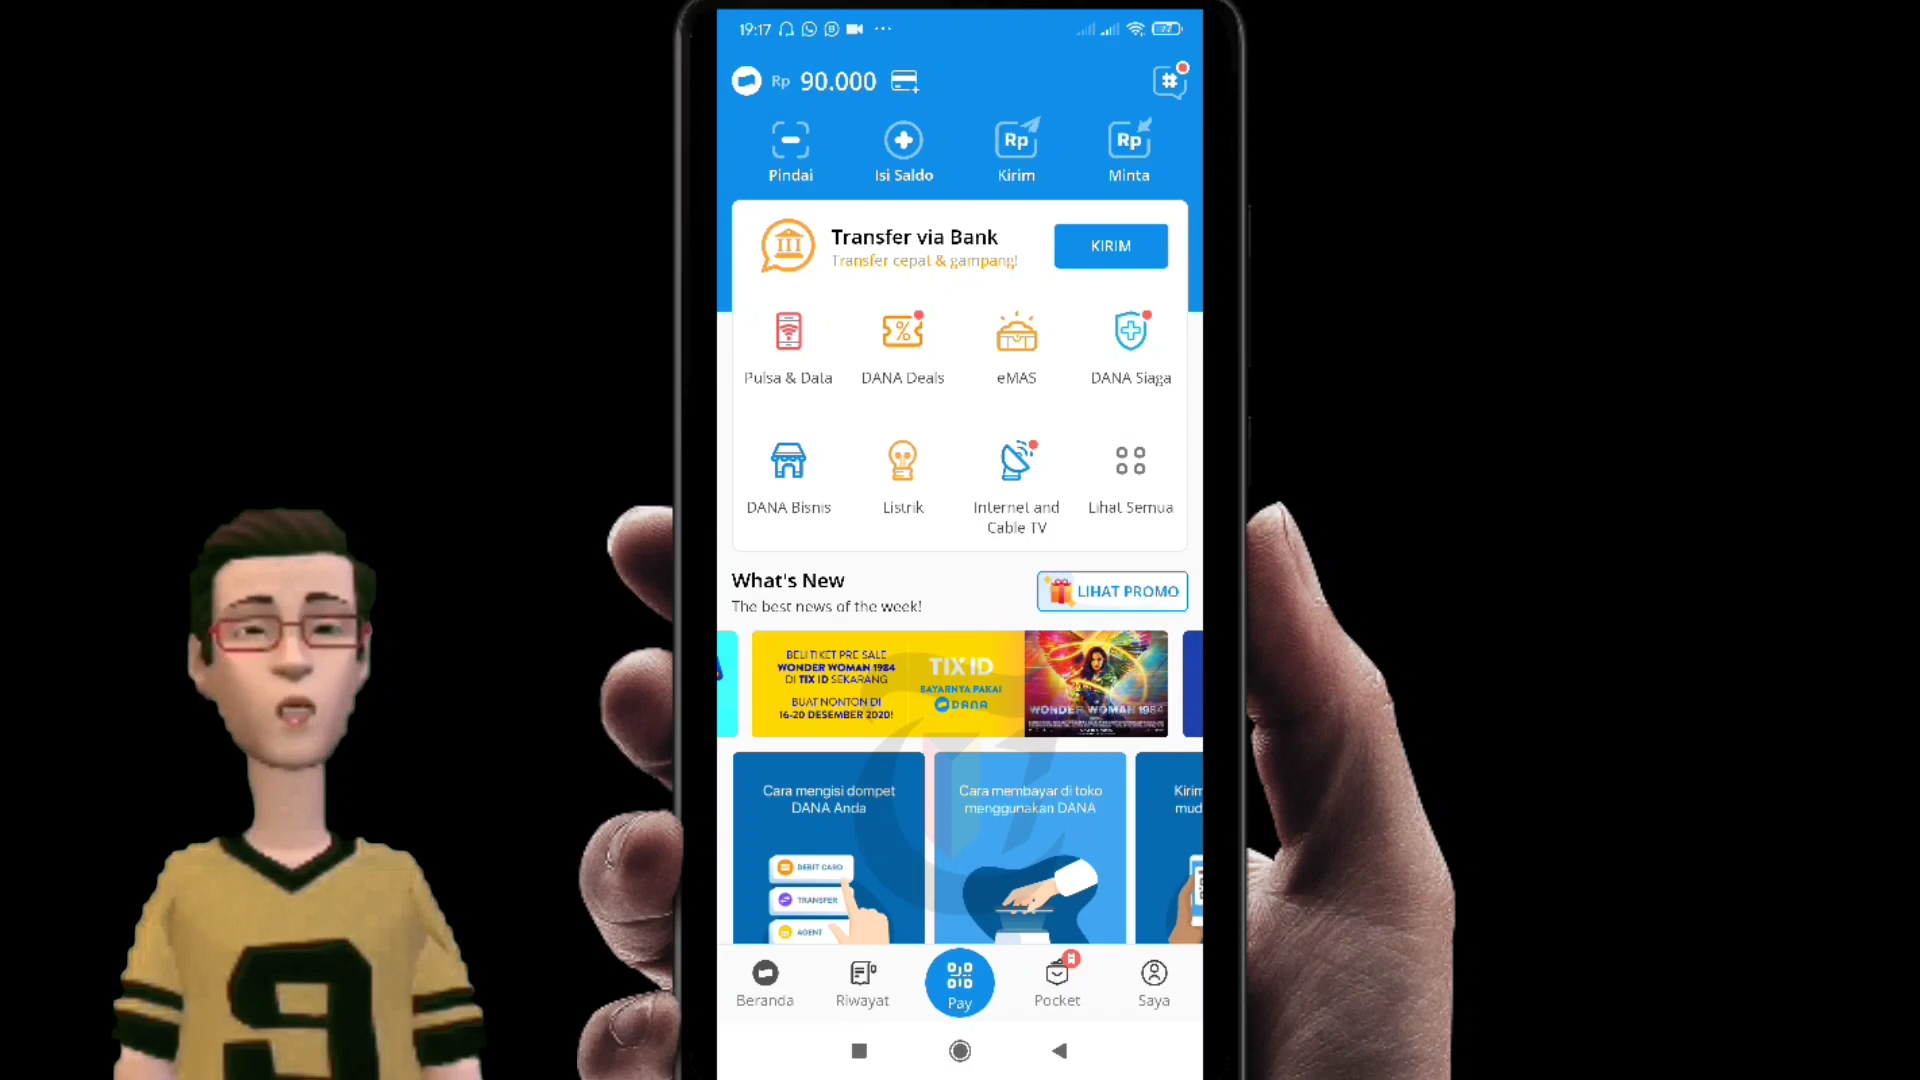 19:17
77
Rp 90.000
Pindai
Isi Saldo
Rp
Kirim
Rp
Minta
Transfer via Bank
Transfer cepat & gampang!
KIRIM
Pulsa & Data
DANA Deals
eMAS
DANA Siaga
DANA Bisnis
Listrik
Internet and
Cable TV
Lihat Semua
What's New
The best news of the week!
LIHAT PROMO
BELI TIKET PRE SALE
WONDER WOMAN 1984
DI TIX ID SEKARANG
BUAT NONTON DI
16-20 DESEMBER 2020!
TIX ID
BAYARNYA PAKAI
DANA
WONDER WOMAN 1984
Cara mengisi dompet
DANA Anda
DEBIT CARD
TRANSFER
AGENT
Cara membayar di toko
menggunakan DANA
Kirim
mud
Beranda
Riwayat
Pay
Pocket
Saya
9